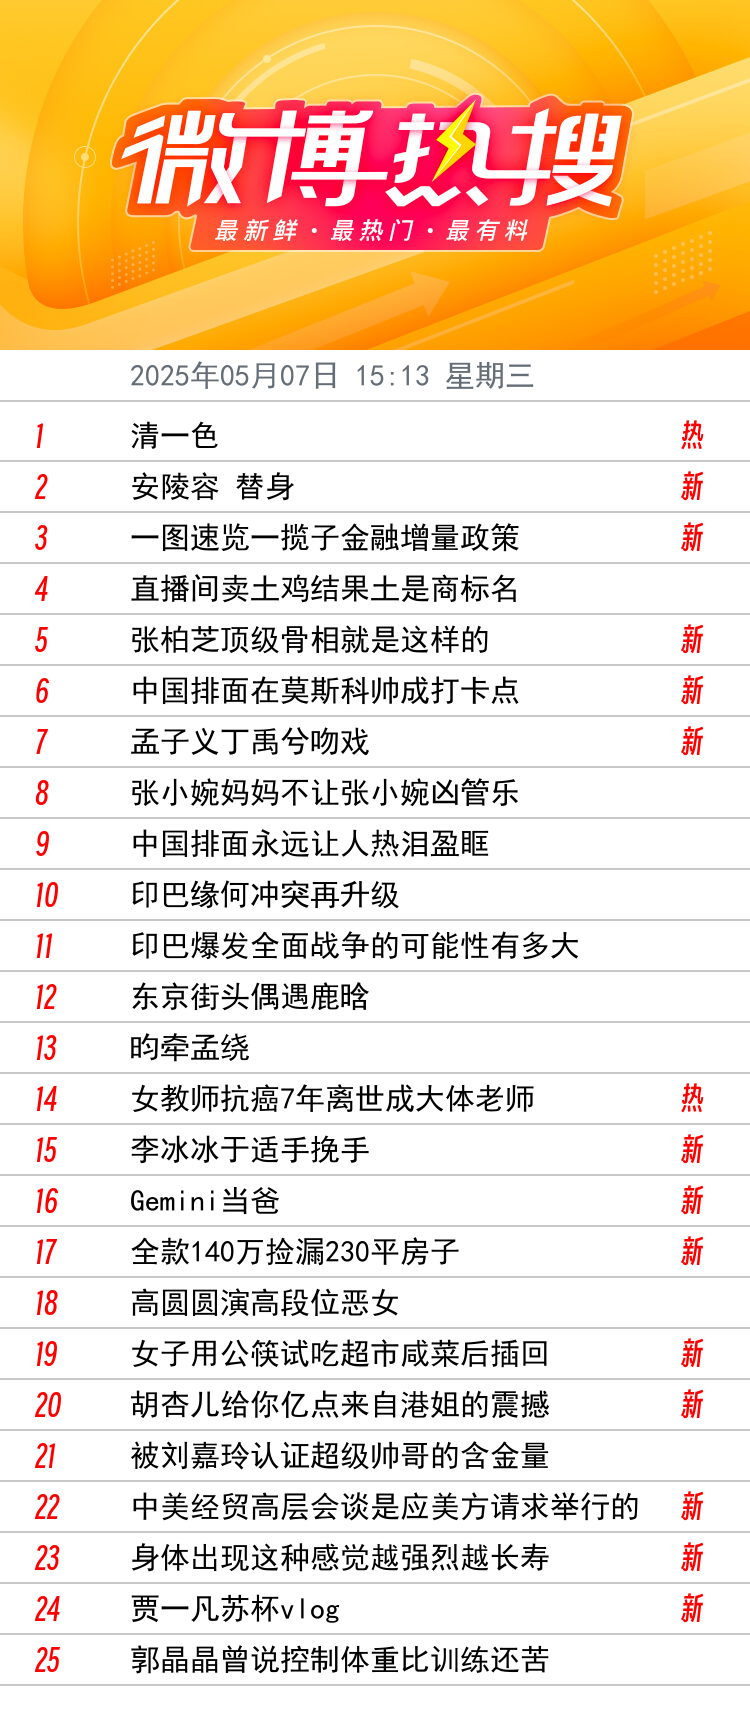 微博热搜
最新鲜·最热门·最有料
2025年05月07日 15:13 星期三
1 清一色 热
2 安陵容 替身 新
3 一图速览一揽子金融增量政策 新
4 直播间卖土鸡结果土是商标名
5 张柏芝顶级骨相就是这样的 新
6 中国排面在莫斯科帅成打卡点 新
7 孟子义丁禹兮吻戏 新
8 张小婉妈妈不让张小婉凶管乐
9 中国排面永远让人热泪盈眶
10 印巴缘何冲突再升级
11 印巴爆发全面战争的可能性有多大
12 东京街头偶遇鹿晗
13 昀牵孟绕
14 女教师抗癌7年离世成大体老师 热
15 李冰冰于适手挽手 新
16 Gemini当爸 新
17 全款140万捡漏230平房子 新
18 高圆圆演高段位恶女
19 女子用公筷试吃超市咸菜后插回 新
20 胡杏儿给你亿点来自港姐的震撼 新
21 被刘嘉玲认证超级帅哥的含金量
22 中美经贸高层会谈是应美方请求举行的 新
23 身体出现这种感觉越强烈越长寿 新
24 贾一凡苏杯vlog 新
25 郭晶晶曾说控制体重比训练还苦